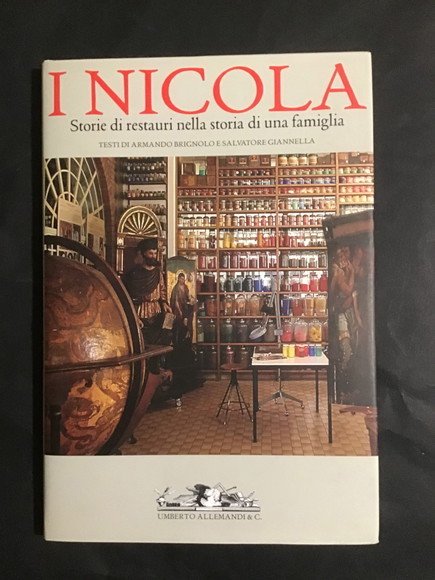 I NICOLA
Storie di restauri nella storia di una famiglia
TESTI DI ARMANDO BRIGNOLO E SALVATORE GIANNELLA
UMBERTO ALLEMANDI & C.